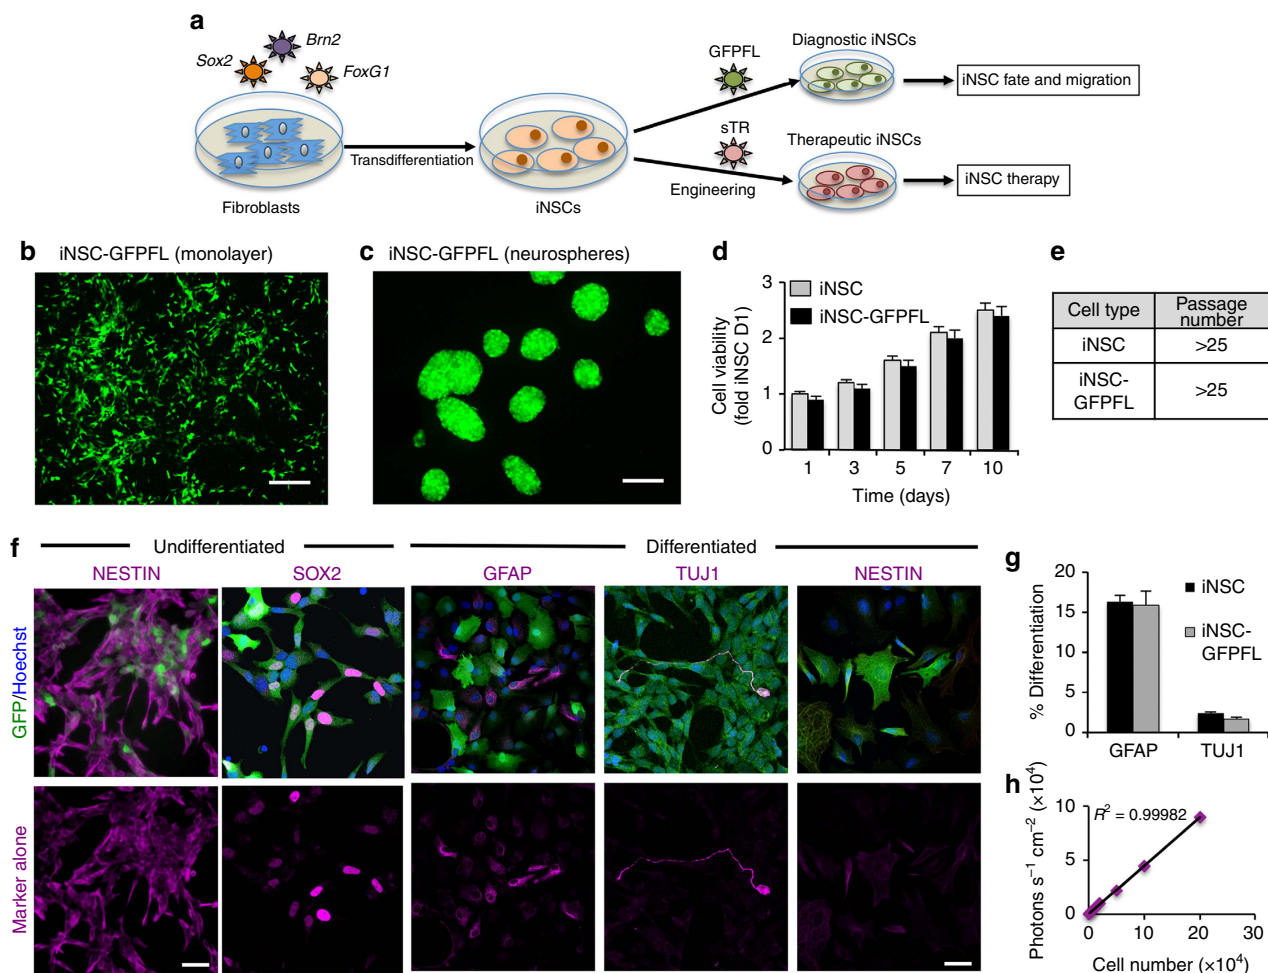 a
Brn2
Sox2
FoxG1
Fibroblasts
Transdifferentiation
iNSCs
GFPFL
sTR
Engineering
Diagnostic iNSCs
iNSC fate and migration
Therapeutic iNSCs
iNSC therapy
b iNSC-GFPFL (monolayer)
c iNSC-GFPFL (neurospheres)
d
Cell viability
(fold iNSC D1)
3
2
1
0
iNSC
iNSC-GFPFL
1 3 5 7 10
Time (days)
e
Cell type Passage number
iNSC >25
iNSC-GFPFL >25
f
Undifferentiated
Differentiated
NESTIN SOX2 GFAP TUJ1 NESTIN
GFP/Hoechst
Marker alone
g
% Differentiation
20
15
10
5
0
iNSC
iNSC-
GFPFL
GFAP TUJ1
h
Photons s⁻¹ cm⁻² (×10⁴)
10
5
0
R² = 0.99982
0 10 20 30
Cell number (×10⁴)